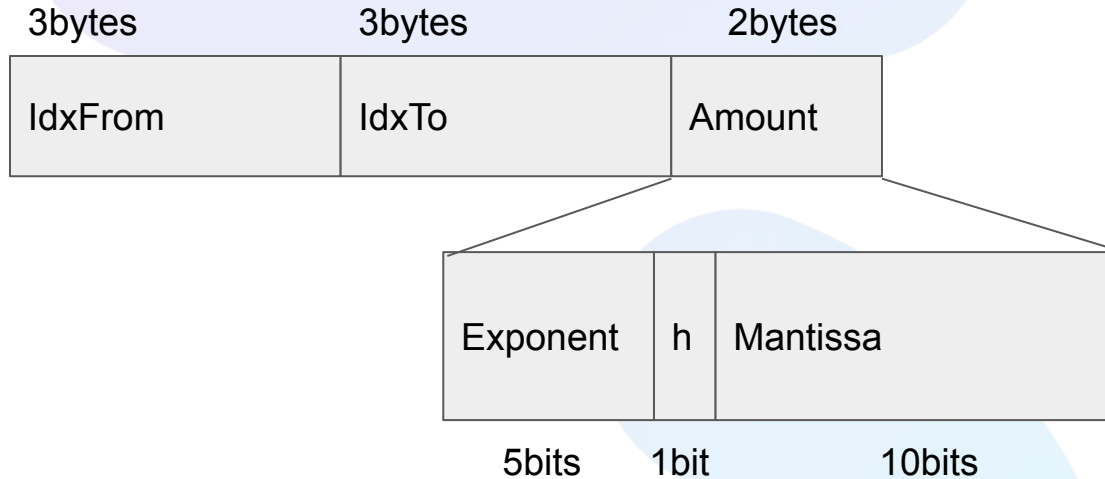 3bytes 3bytes 2bytes
IdxFrom IdxTo Amount
Exponent h Mantissa
5bits 1bit 10bits